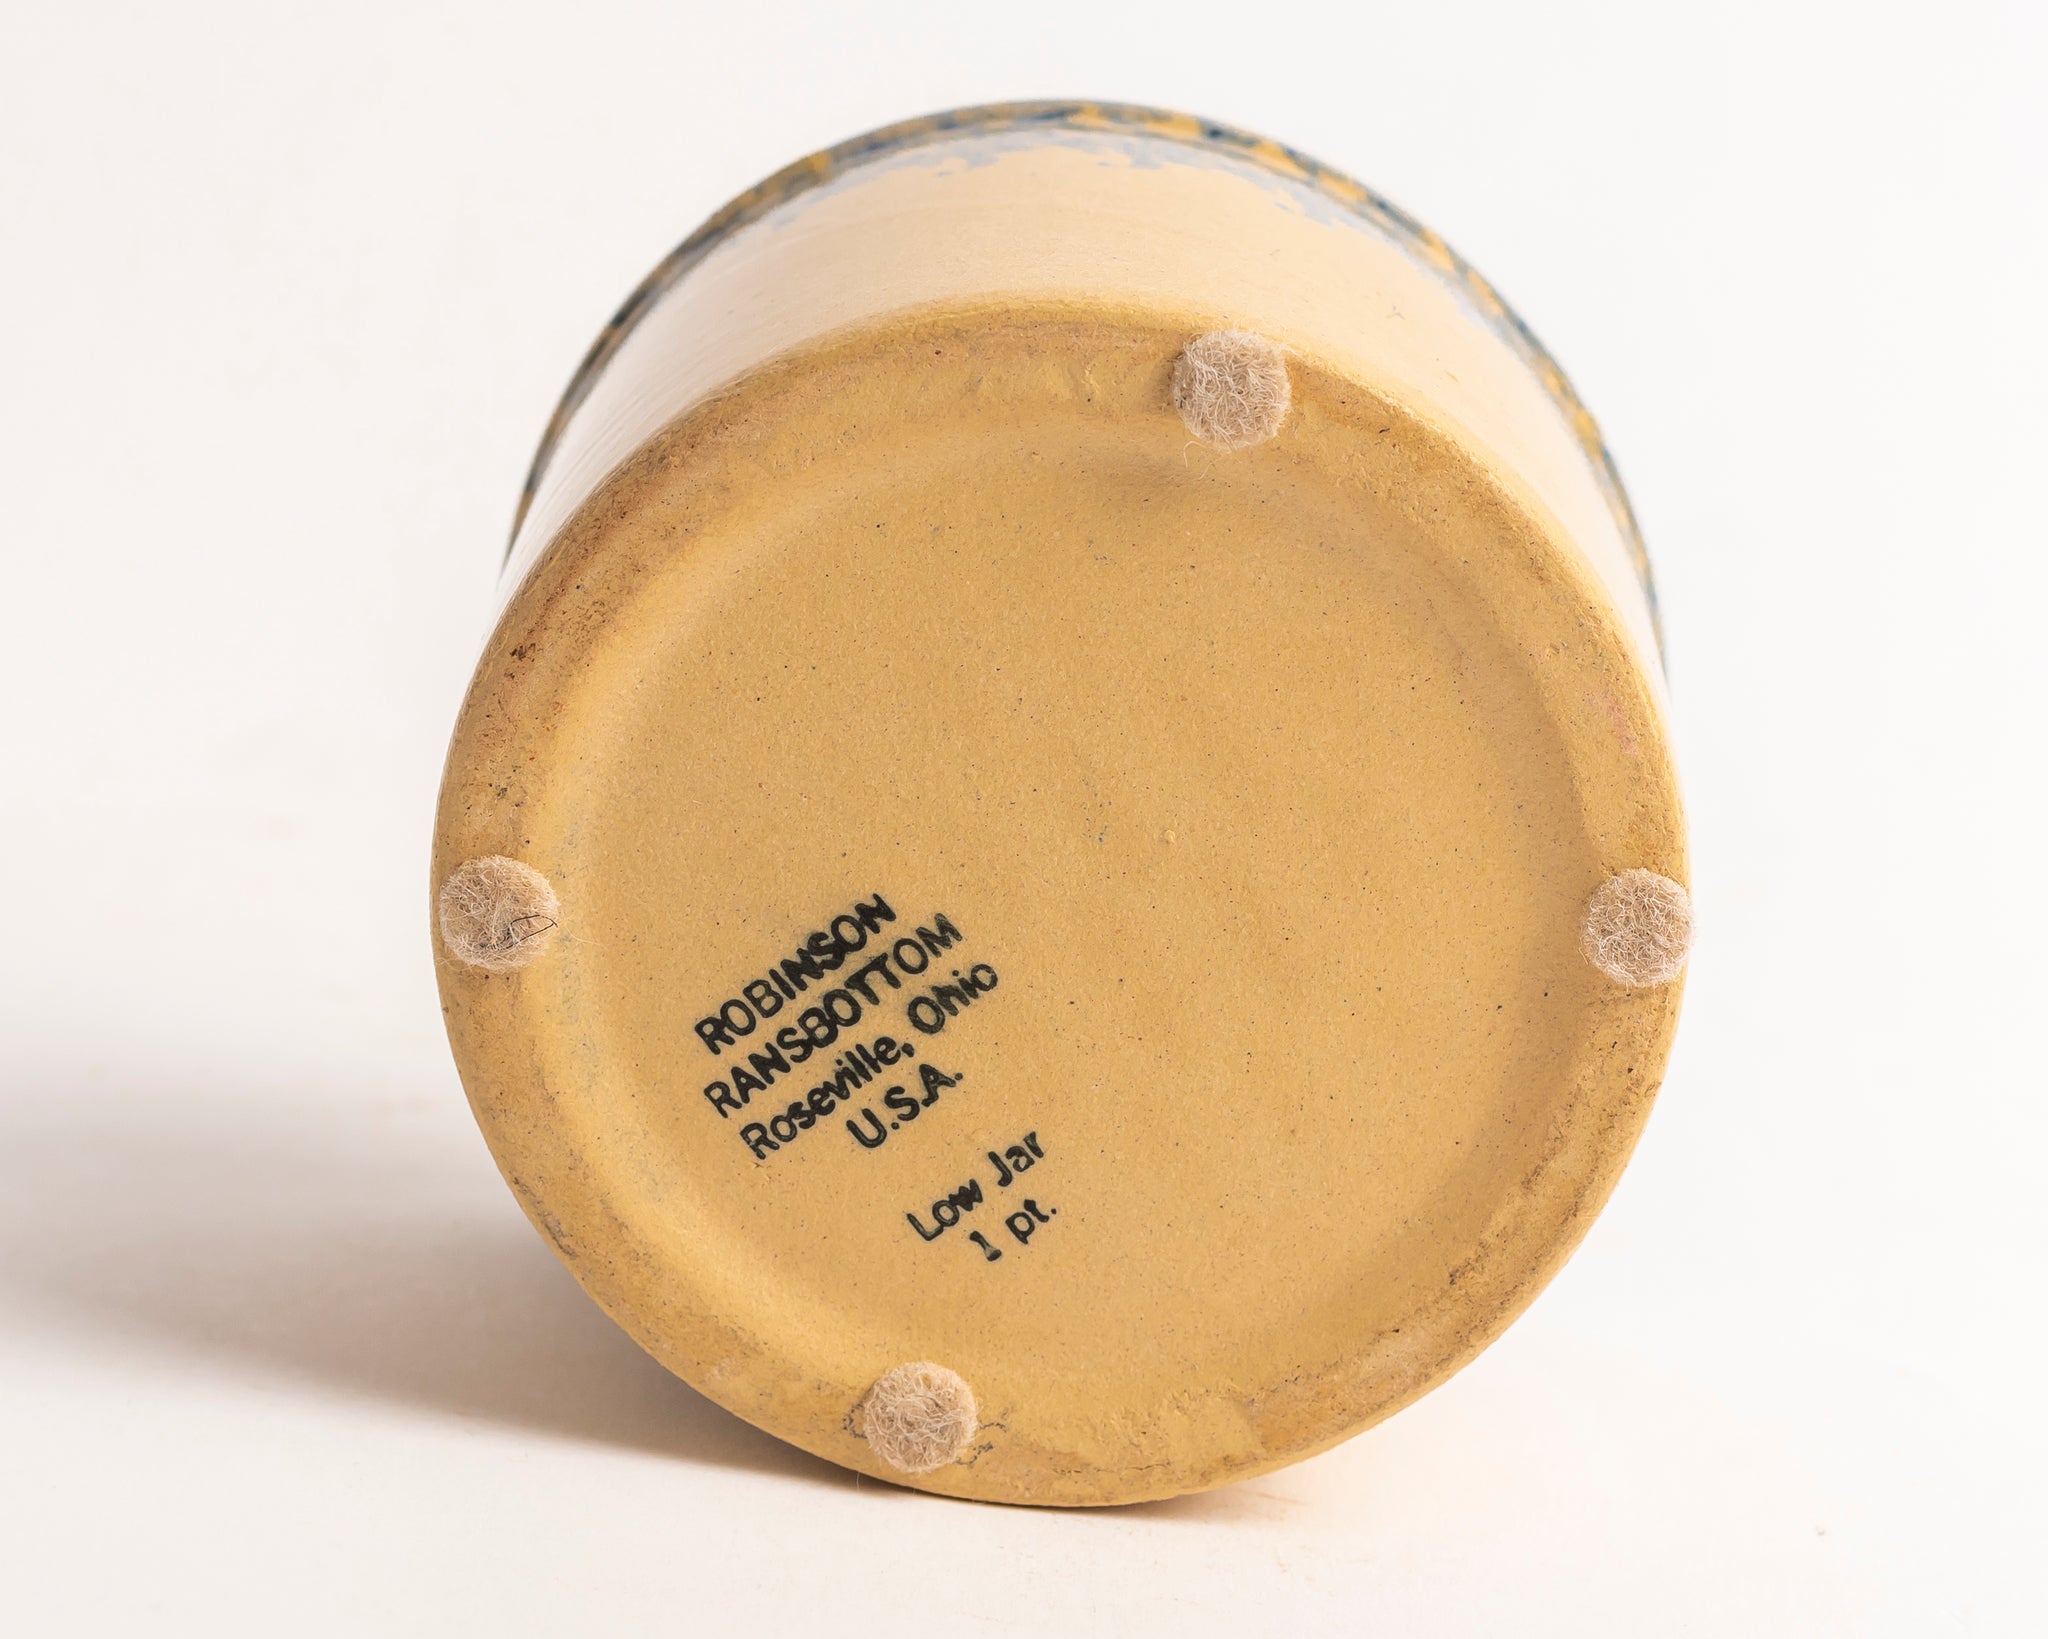 ROBINSON
RANSBOTTOM
Roseville, Ohio
U.S.A.
Low Jar
1 pt.